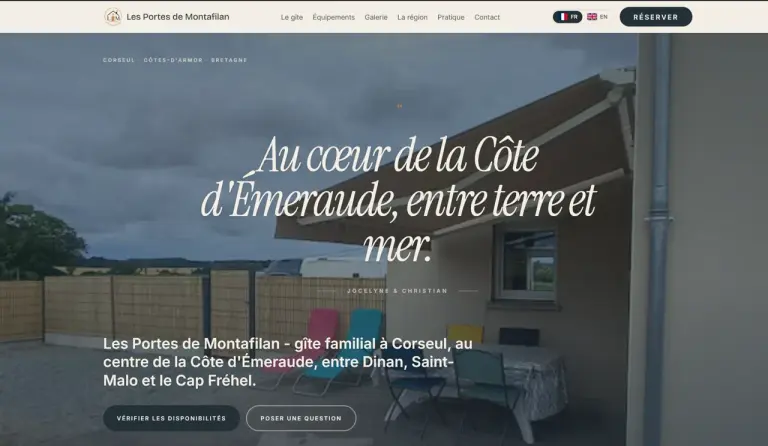 Les Portes de Montafilan
Le gîte Équipements Galerie La région Pratique Contact
FR EN
RÉSERVER
CORSEUL · CÔTES-D'ARMOR · BRETAGNE
Au cœur de la Côte
d'Émeraude, entre terre et
mer.
JOCELYNE & CHRISTIAN
Les Portes de Montafilan - gîte familial à Corseul, au
centre de la Côte d'Émeraude, entre Dinan, Saint-
Malo et le Cap Fréhel.
VÉRIFIER LES DISPONIBILITÉS
POSER UNE QUESTION